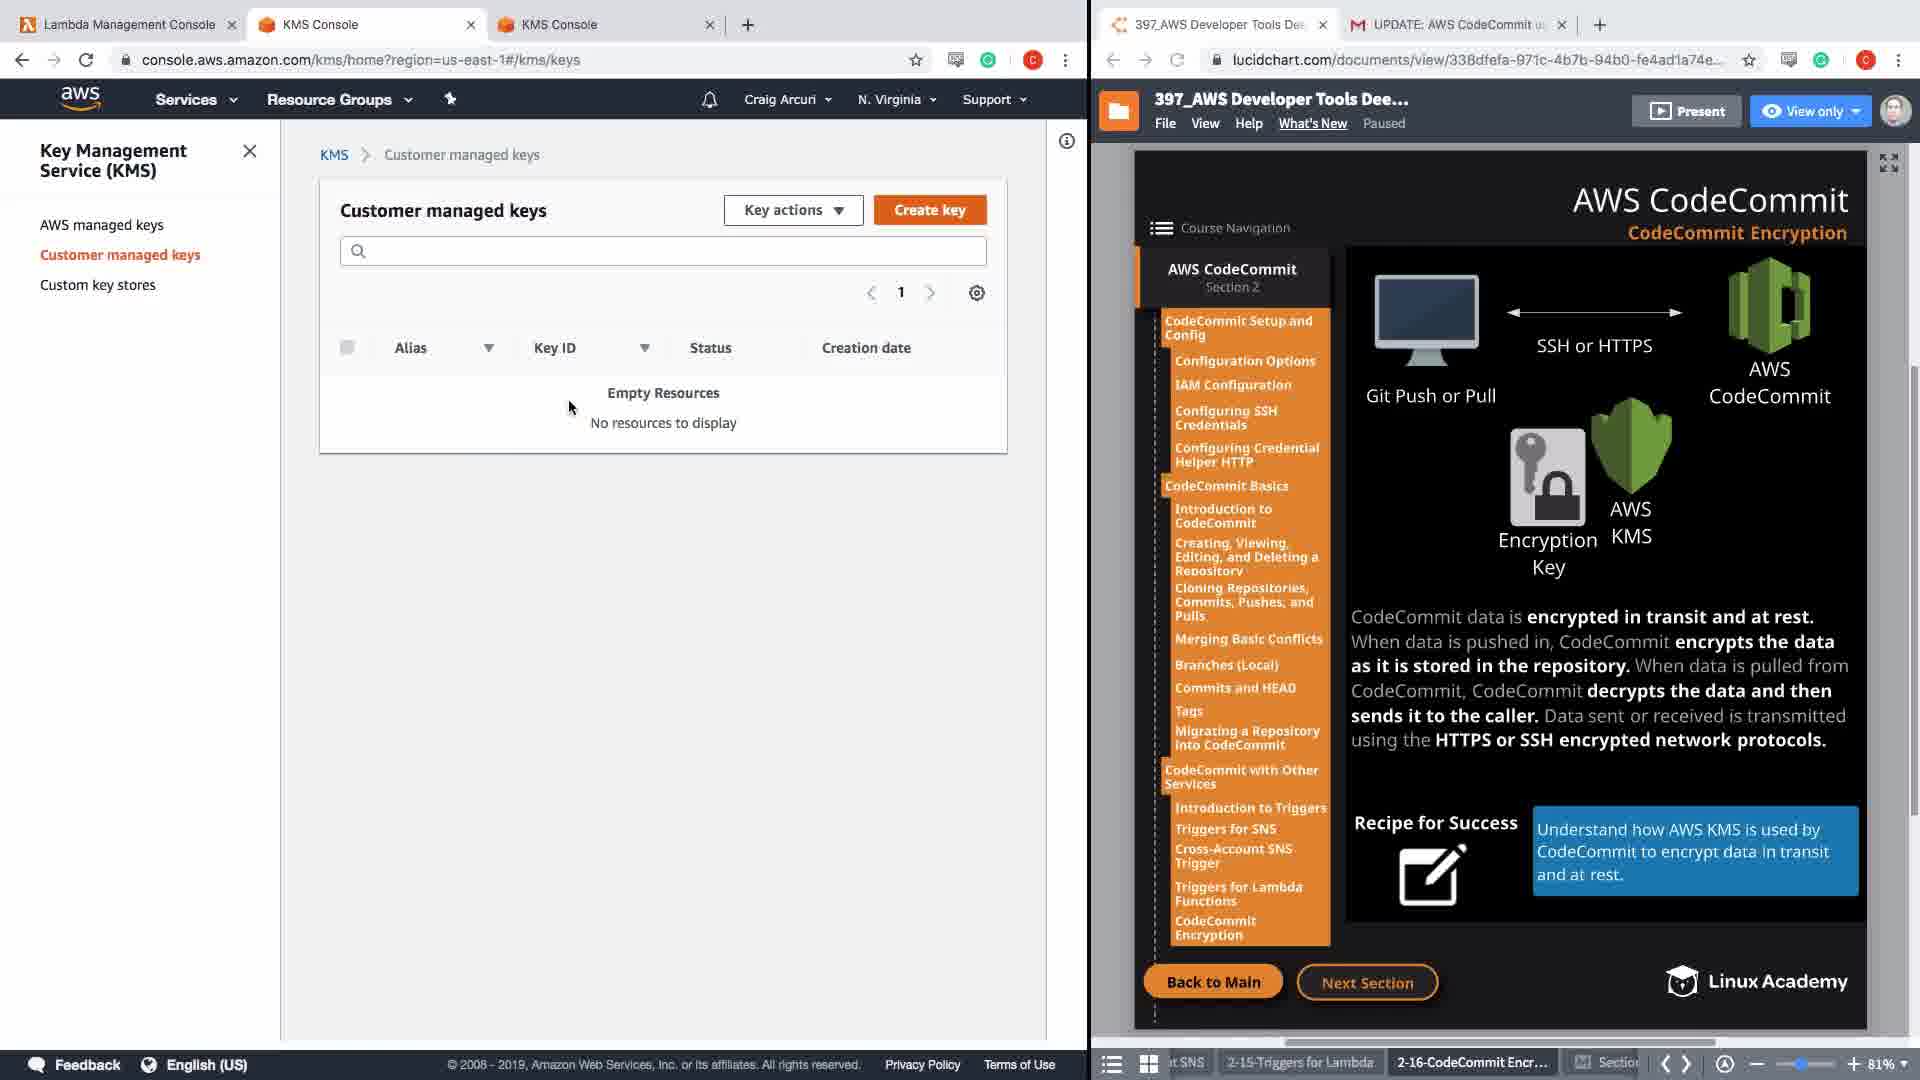 Lambda Management Console
KMS Console
KMS Console
console.aws.amazon.com/kms/home?region=us-east-1#/kms/keys
aws
Services
Resource Groups
Craig Arcuri
N. Virginia
Support
Key Management
Service (KMS)
AWS managed keys
Customer managed keys
Custom key stores
KMS
Customer managed keys
Customer managed keys
Key actions
Create key
1
Alias
Key ID
Status
Creation date
Empty Resources
No resources to display
Feedback
English (US)
© 2008 - 2019, Amazon Web Services, Inc. or its affiliates. All rights reserved.
Privacy Policy
Terms of Use
397_AWS Developer Tools Dee
UPDATE: AWS CodeCommit u
lucidchart.com/documents/view/338dfefa-971c-4b7b-94b0-fe4ad1a74e...
397_AWS Developer Tools Dee...
File
View
Help
What's New
Paused
Present
View only
AWS CodeCommit
CodeCommit Encryption
Course Navigation
AWS CodeCommit
Section 2
CodeCommit Setup and
Config
Configuration Options
IAM Configuration
Configuring SSH
Credentials
Configuring Credential
Helper HTTP
CodeCommit Basics
Introduction to
CodeCommit
Creating, Viewing,
Editing, and Deleting a
Repository
Cloning Repositories,
Commits, Pushes, and
Pulls
Merging Basic Conflicts
Branches (Local)
Commits and HEAD
Tags
Migrating a Repository
into CodeCommit
CodeCommit with Other
Services
Introduction to Triggers
Triggers for SNS
Cross-Account SNS
Trigger
Triggers for Lambda
Functions
CodeCommit
Encryption
Git Push or Pull
SSH or HTTPS
AWS
CodeCommit
Encryption
Key
AWS
KMS
CodeCommit data is encrypted in transit and at rest.
When data is pushed in, CodeCommit encrypts the data
as it is stored in the repository. When data is pulled from
CodeCommit, CodeCommit decrypts the data and then
sends it to the caller. Data sent or received is transmitted
using the HTTPS or SSH encrypted network protocols.
Recipe for Success
Understand how AWS KMS is used by
CodeCommit to encrypt data in transit
and at rest.
Back to Main
Next Section
Linux Academy
SNS
2-15-Triggers for Lambda
2-16-CodeCommit Encr...
Section
81%